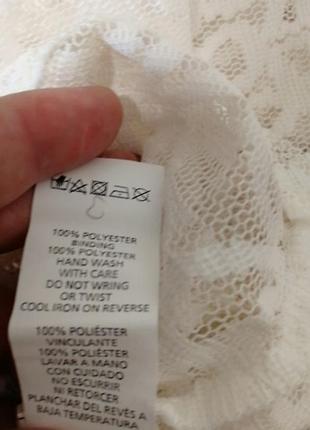 100% POLYESTER
BINDING
100% POLYESTER
HAND WASH
WITH CARE
DO NOT WRING
OR TWIST
COOL IRON ON REVERSE
100% POLIÉSTER
VINCULANTE
100% POLIÉSTER
LAVAR A MANO
CON CUIDADO
NO ESCURRIR
NI RETORCER
PLANCHAR DEL REVÉS A
BAJA TEMPERATURA